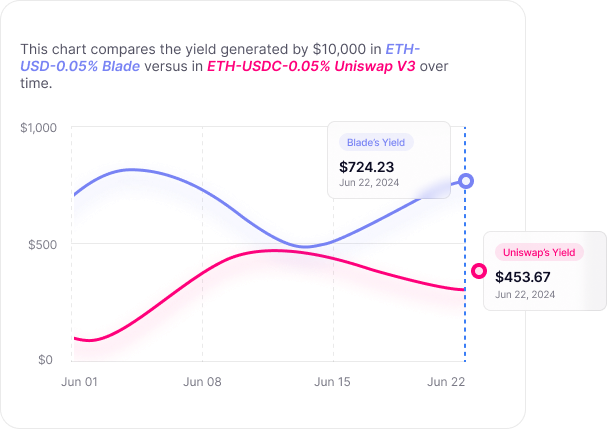 This chart compares the yield generated by $10,000 in ETH-
USD-0.05% Blade versus in ETH-USDC-0.05% Uniswap V3 over
time.
$1,000
Blade's Yield
$724.23
Jun 22, 2024
$500
Uniswap's Yield
$453.67
Jun 22, 2024
$0
Jun 01
Jun 08
Jun 15
Jun 22